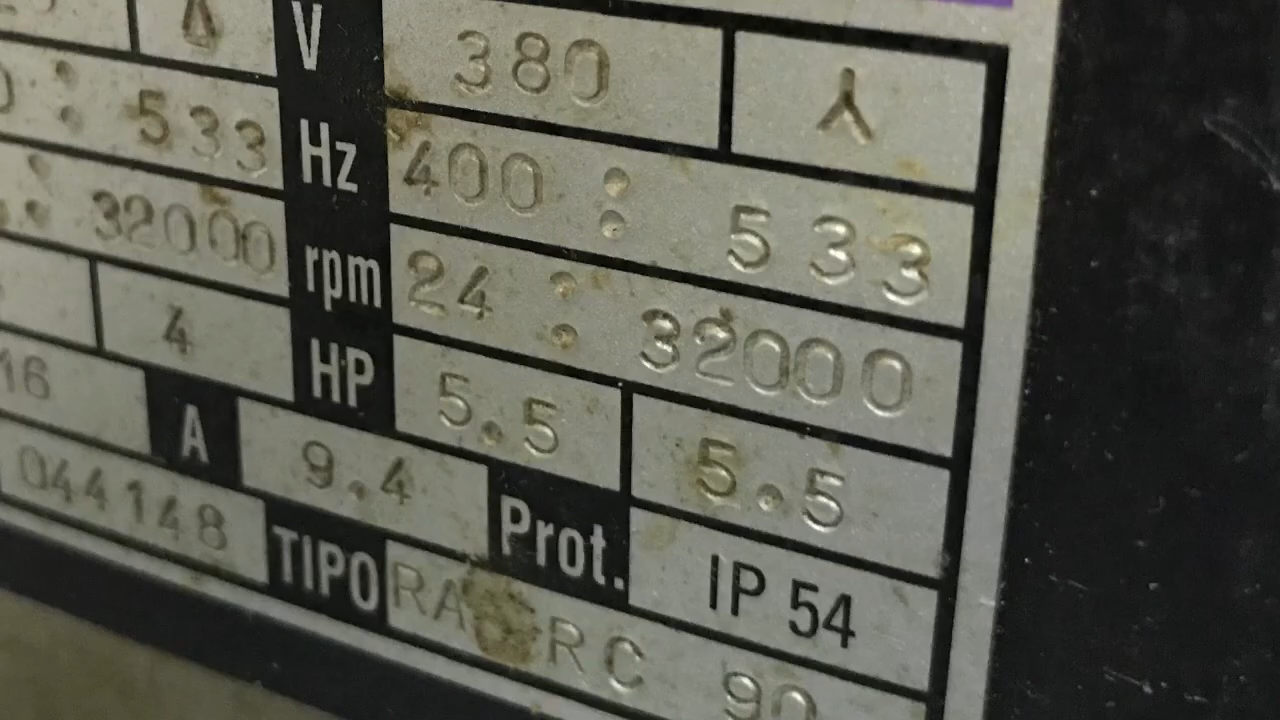 Δ V 380 ⅄
: 533 Hz 400 : 533
: 32000 rpm 24 : 32000
4 HP 5.5 5.5
16 A 9.4 Prot. IP 54
044148 TIPO RC 90